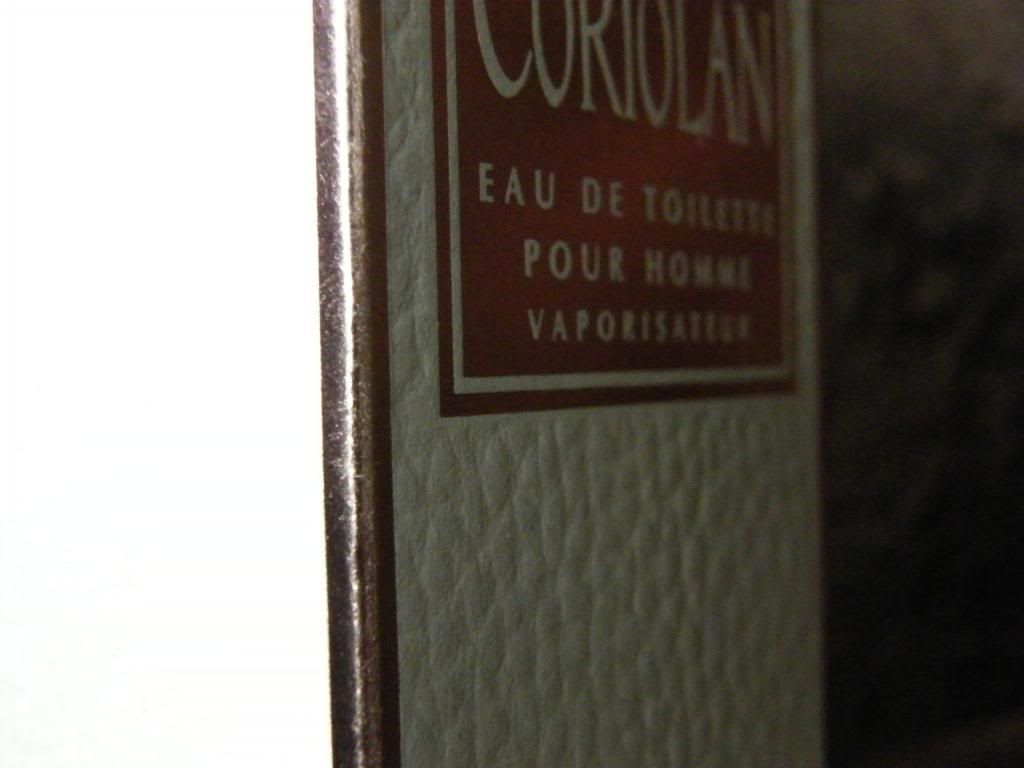 CORIOLAN
EAU DE TOILETTE
POUR HOMME
VAPORISATEUR